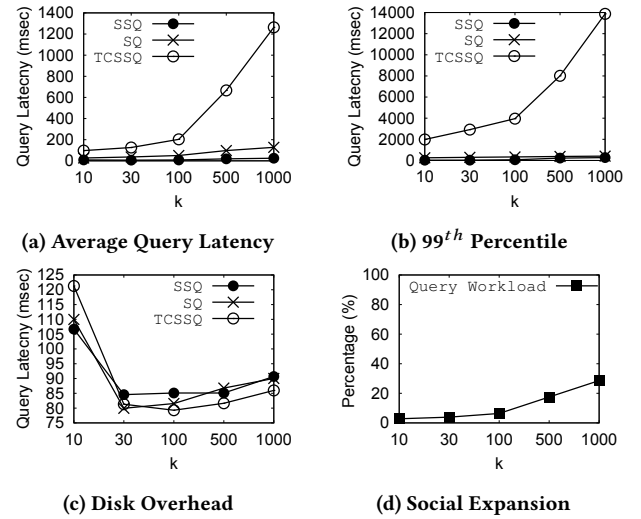 1400
1200
1000
800
600
400
200
0
Query Latecny (msec)
SSQ
SQ
TCSSQ
10 30 100 500 1000
k
(a) Average Query Latency
14000
12000
10000
8000
6000
4000
2000
0
Query Latecny (msec)
SSQ
SQ
TCSSQ
10 30 100 500 1000
k
(b) 99th Percentile
125
120
115
110
105
100
95
90
85
80
75
Query Latecny (msec)
SSQ
SQ
TCSSQ
10 30 100 500 1000
k
(c) Disk Overhead
100
80
60
40
20
0
Percentage (%)
Query Workload
10 30 100 500 1000
k
(d) Social Expansion